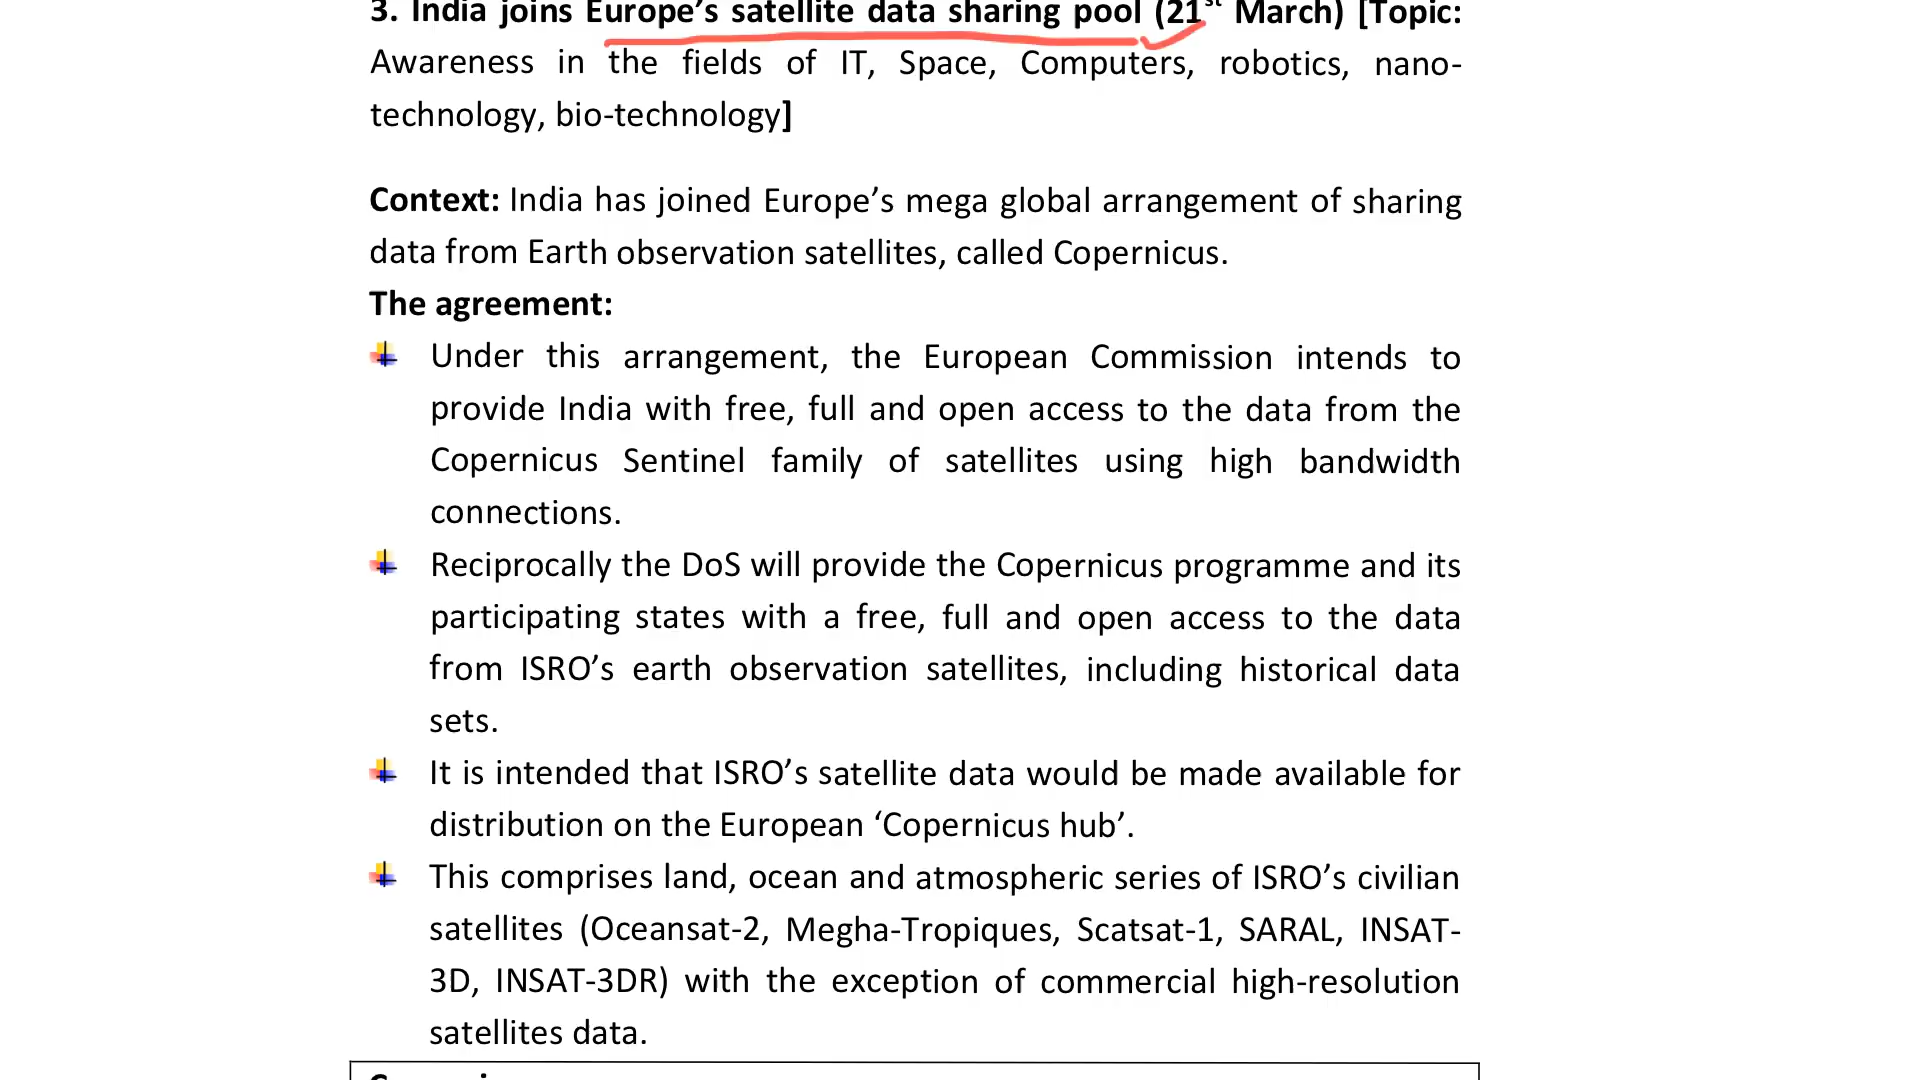 3. India joins Europe’s satellite data sharing pool (21st March) [Topic:
Awareness in the fields of IT, Space, Computers, robotics, nano-
technology, bio-technology]
Context: India has joined Europe’s mega global arrangement of sharing
data from Earth observation satellites, called Copernicus.
The agreement:
Under this arrangement, the European Commission intends to
provide India with free, full and open access to the data from the
Copernicus Sentinel family of satellites using high bandwidth
connections.
Reciprocally the DoS will provide the Copernicus programme and its
participating states with a free, full and open access to the data
from ISRO’s earth observation satellites, including historical data
sets.
It is intended that ISRO’s satellite data would be made available for
distribution on the European ‘Copernicus hub’.
This comprises land, ocean and atmospheric series of ISRO’s civilian
satellites (Oceansat-2, Megha-Tropiques, Scatsat-1, SARAL, INSAT-
3D, INSAT-3DR) with the exception of commercial high-resolution
satellites data.